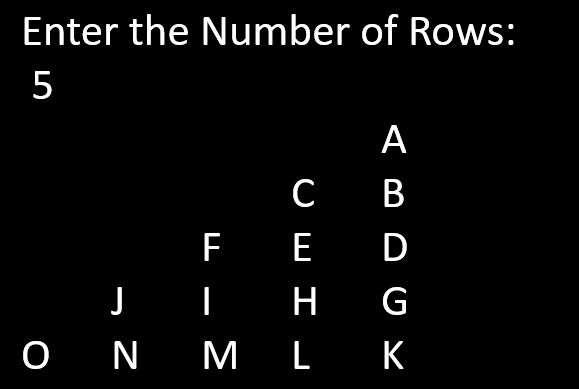 Enter the Number of Rows:
5
A
C B
F E D
J I H G
O N M L K